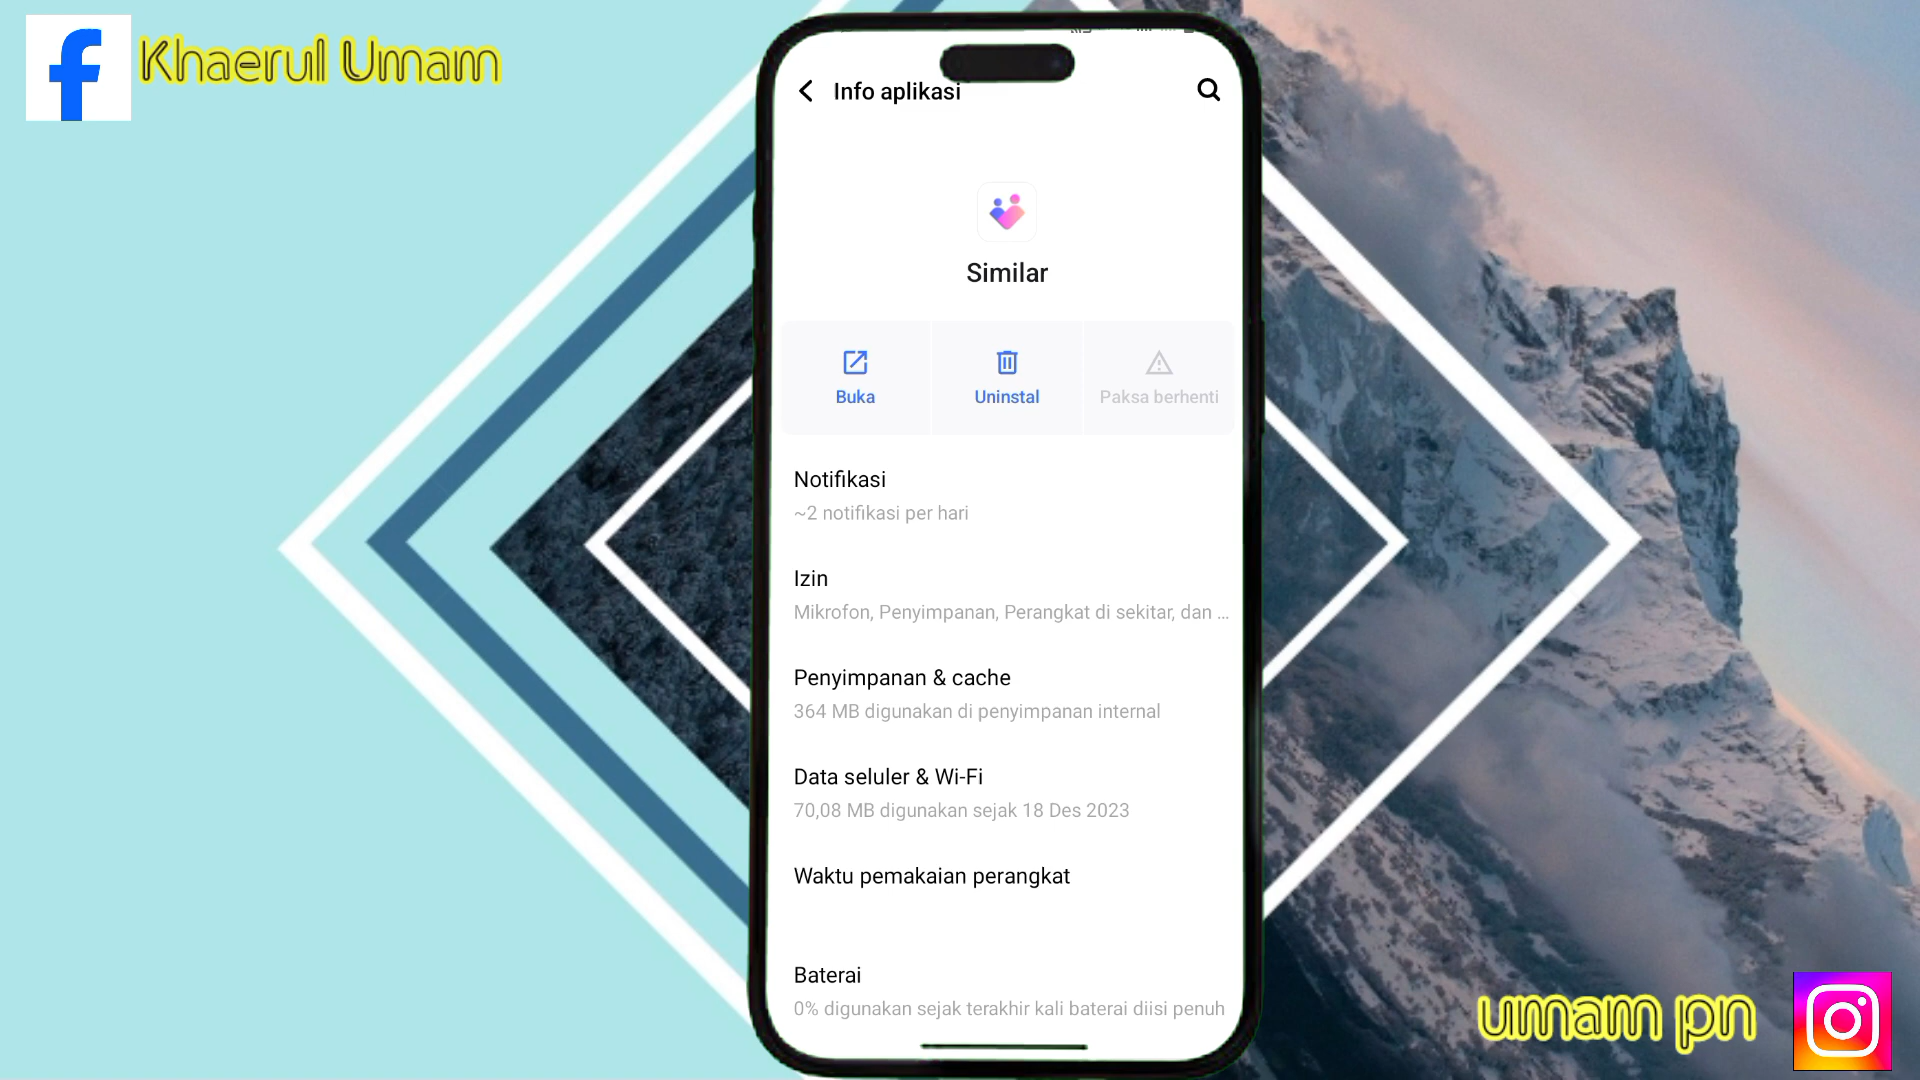 Khaerul Umam
Info aplikasi
Similar
Buka
Uninstal
Paksa berhenti
Notifikasi
~2 notifikasi per hari
Izin
Mikrofon, Penyimpanan, Perangkat di sekitar, dan ...
Penyimpanan & cache
364 MB digunakan di penyimpanan internal
Data seluler & Wi-Fi
70,08 MB digunakan sejak 18 Des 2023
Waktu pemakaian perangkat
Baterai
0% digunakan sejak terakhir kali baterai diisi penuh
umam pn